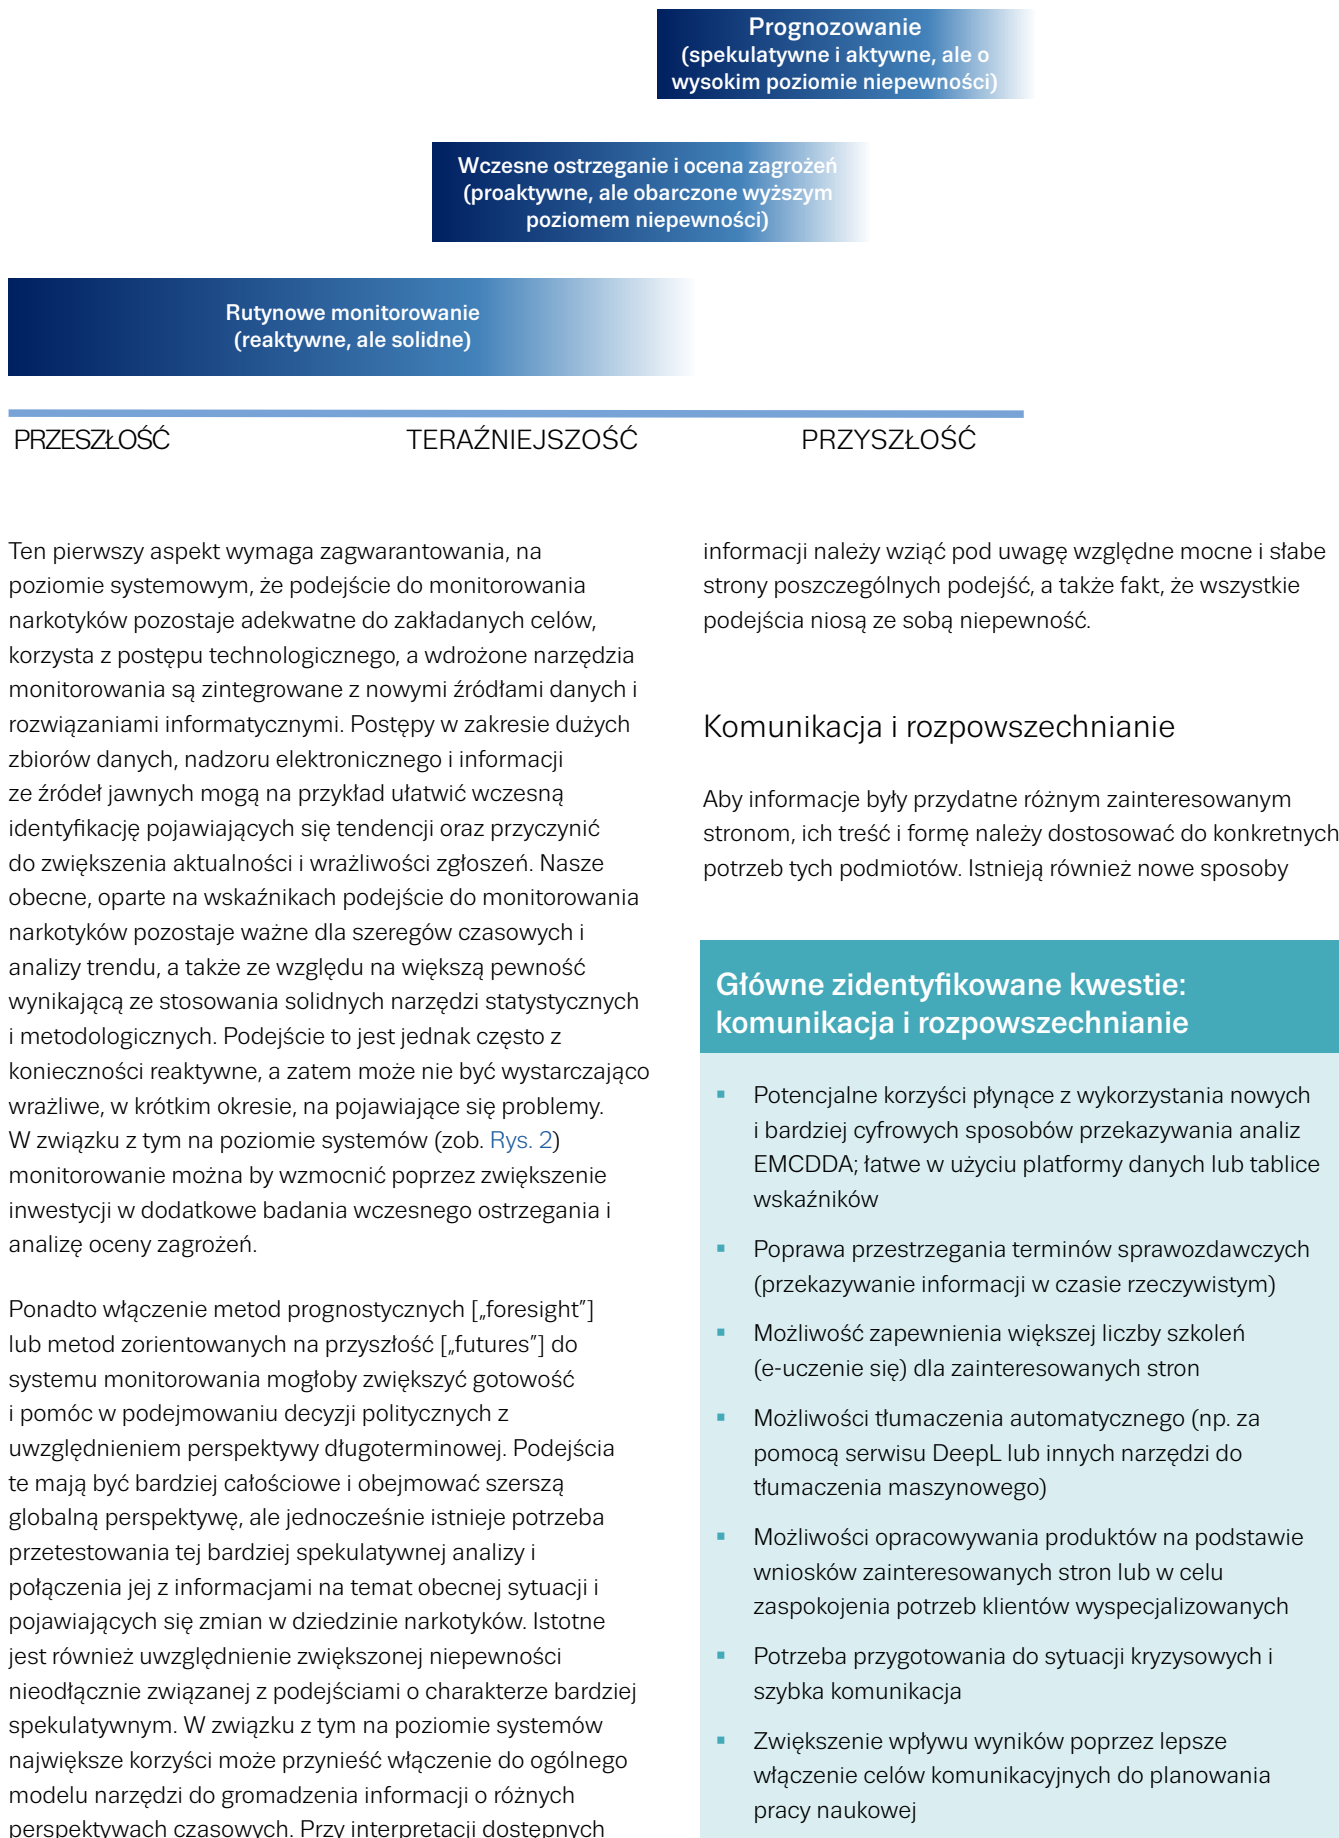 Prognozowanie
(spekulatywne i aktywne, ale o
wysokim poziomie niepewności)
Wczesne ostrzeganie i ocena zagrożeń
(proaktywne, ale obarczone wyższym
poziomem niepewności)
Rutynowe monitorowanie
(reaktywne, ale solidne)
PRZESZŁOŚĆ
TERAŹNIEJSZOŚĆ
PRZYSZŁOŚĆ
Ten pierwszy aspekt wymaga zagwarantowania, na
poziomie systemowym, że podejście do monitorowania
narkotyków pozostaje adekwatne do zakładanych celów,
korzysta z postępu technologicznego, a wdrożone narzędzia
monitorowania są zintegrowane z nowymi źródłami danych i
rozwiązaniami informatycznymi. Postępy w zakresie dużych
zbiorów danych, nadzoru elektronicznego i informacji
ze źródeł jawnych mogą na przykład ułatwić wczesną
identyfikację pojawiających się tendencji oraz przyczynić
do zwiększenia aktualności i wrażliwości zgłoszeń. Nasze
obecne, oparte na wskaźnikach podejście do monitorowania
narkotyków pozostaje ważne dla szeregów czasowych i
analizy trendu, a także ze względu na większą pewność
wynikającą ze stosowania solidnych narzędzi statystycznych
i metodologicznych. Podejście to jest jednak często z
konieczności reaktywne, a zatem może nie być wystarczająco
wrażliwe, w krótkim okresie, na pojawiające się problemy.
W związku z tym na poziomie systemów (zob. Rys. 2)
monitorowanie można by wzmocnić poprzez zwiększenie
inwestycji w dodatkowe badania wczesnego ostrzegania i
analizę oceny zagrożeń.
Ponadto włączenie metod prognostycznych [„foresight”]
lub metod zorientowanych na przyszłość [„futures”] do
systemu monitorowania mogłoby zwiększyć gotowość
i pomóc w podejmowaniu decyzji politycznych z
uwzględnieniem perspektywy długoterminowej. Podejścia
te mają być bardziej całościowe i obejmować szerszą
globalną perspektywę, ale jednocześnie istnieje potrzeba
przetestowania tej bardziej spekulatywnej analizy i
połączenia jej z informacjami na temat obecnej sytuacji i
pojawiających się zmian w dziedzinie narkotyków. Istotne
jest również uwzględnienie zwiększonej niepewności
nieodłącznie związanej z podejściami o charakterze bardziej
spekulatywnym. W związku z tym na poziomie systemów
największe korzyści może przynieść włączenie do ogólnego
modelu narzędzi do gromadzenia informacji o różnych
perspektywach czasowych. Przy interpretacji dostępnych
informacji należy wziąć pod uwagę względne mocne i słabe
strony poszczególnych podejść, a także fakt, że wszystkie
podejścia niosą ze sobą niepewność.
Komunikacja i rozpowszechnianie
Aby informacje były przydatne różnym zainteresowanym
stronom, ich treść i formę należy dostosować do konkretnych
potrzeb tych podmiotów. Istnieją również nowe sposoby
Główne zidentyfikowane kwestie:
komunikacja i rozpowszechnianie
▪ Potencjalne korzyści płynące z wykorzystania nowych
i bardziej cyfrowych sposobów przekazywania analiz
EMCDDA; łatwe w użyciu platformy danych lub tablice
wskaźników
▪ Poprawa przestrzegania terminów sprawozdawczych
(przekazywanie informacji w czasie rzeczywistym)
▪ Możliwość zapewnienia większej liczby szkoleń
(e-uczenie się) dla zainteresowanych stron
▪ Możliwości tłumaczenia automatycznego (np. za
pomocą serwisu DeepL lub innych narzędzi do
tłumaczenia maszynowego)
▪ Możliwości opracowywania produktów na podstawie
wniosków zainteresowanych stron lub w celu
zaspokojenia potrzeb klientów wyspecjalizowanych
▪ Potrzeba przygotowania do sytuacji kryzysowych i
szybka komunikacja
▪ Zwiększenie wpływu wyników poprzez lepsze
włączenie celów komunikacyjnych do planowania
pracy naukowej